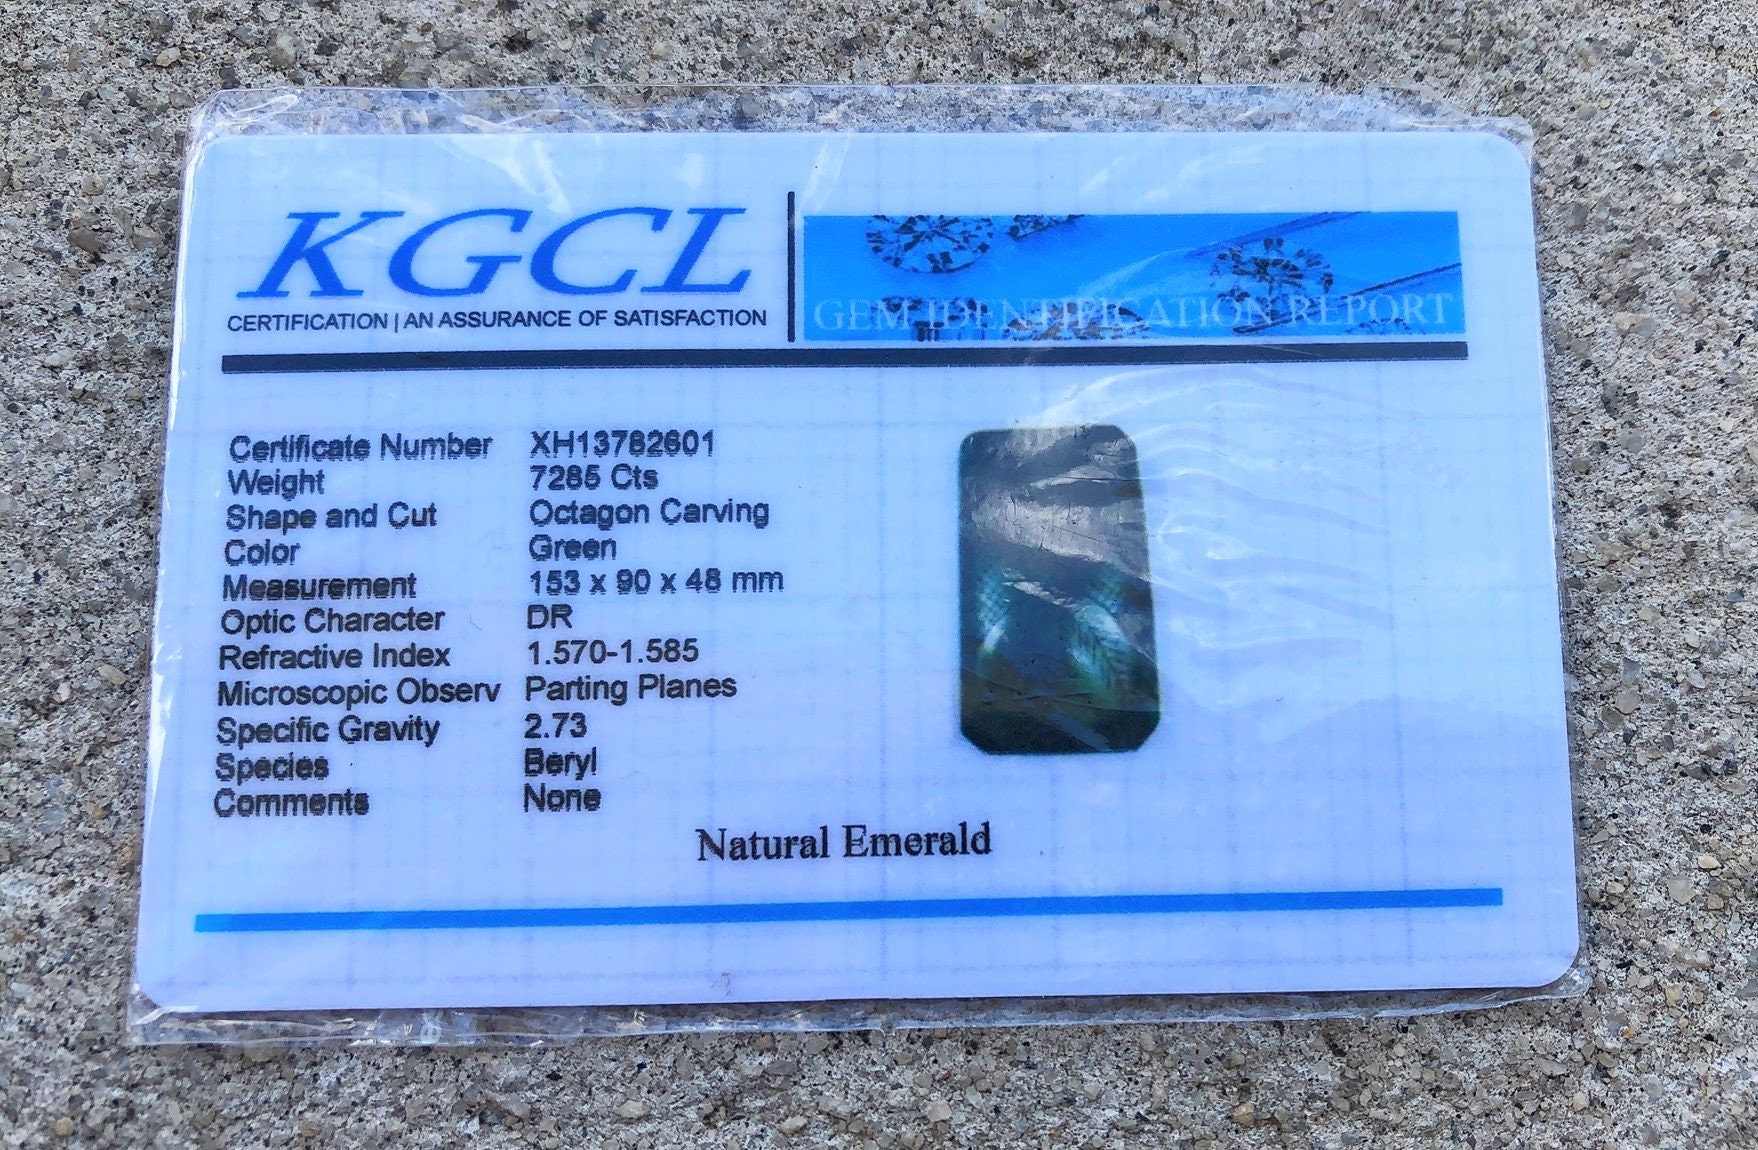 KGCL
CERTIFICATION | AN ASSURANCE OF SATISFACTION
GEM IDENTIFICATION REPORT
Certificate Number XH13782601
Weight 7285 Cts
Shape and Cut Octagon Carving
Color Green
Measurement 153 x 90 x 48 mm
Optic Character DR
Refractive Index 1.570-1.585
Microscopic Observ Parting Planes
Specific Gravity 2.73
Species Beryl
Comments None
Natural Emerald